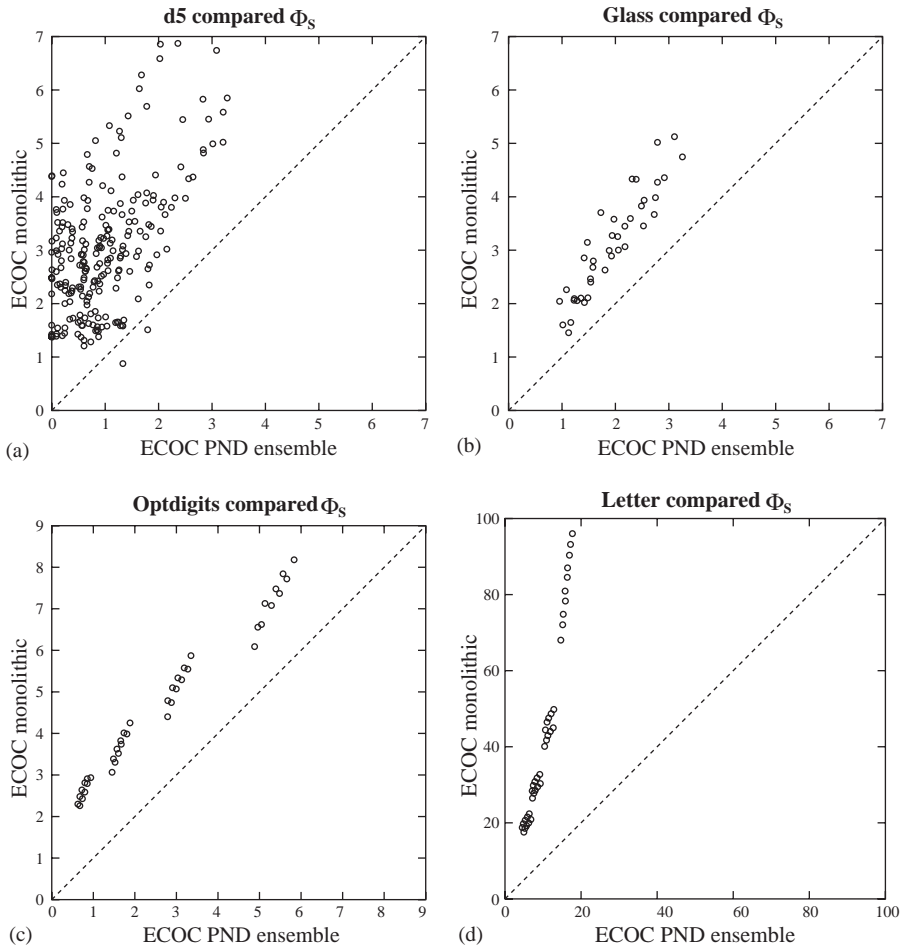 d5 compared ΦS
7
6
5
4
3
2
1
0
0 1 2 3 4 5 6 7
ECOC monolithic
ECOC PND ensemble
(a)
Glass compared ΦS
7
6
5
4
3
2
1
0
0 1 2 3 4 5 6 7
ECOC monolithic
ECOC PND ensemble
(b)
Optdigits compared ΦS
9
8
7
6
5
4
3
2
1
0
0 1 2 3 4 5 6 7 8 9
ECOC monolithic
ECOC PND ensemble
(c)
Letter compared ΦS
100
80
60
40
20
0
0 20 40 60 80 100
ECOC monolithic
ECOC PND ensemble
(d)